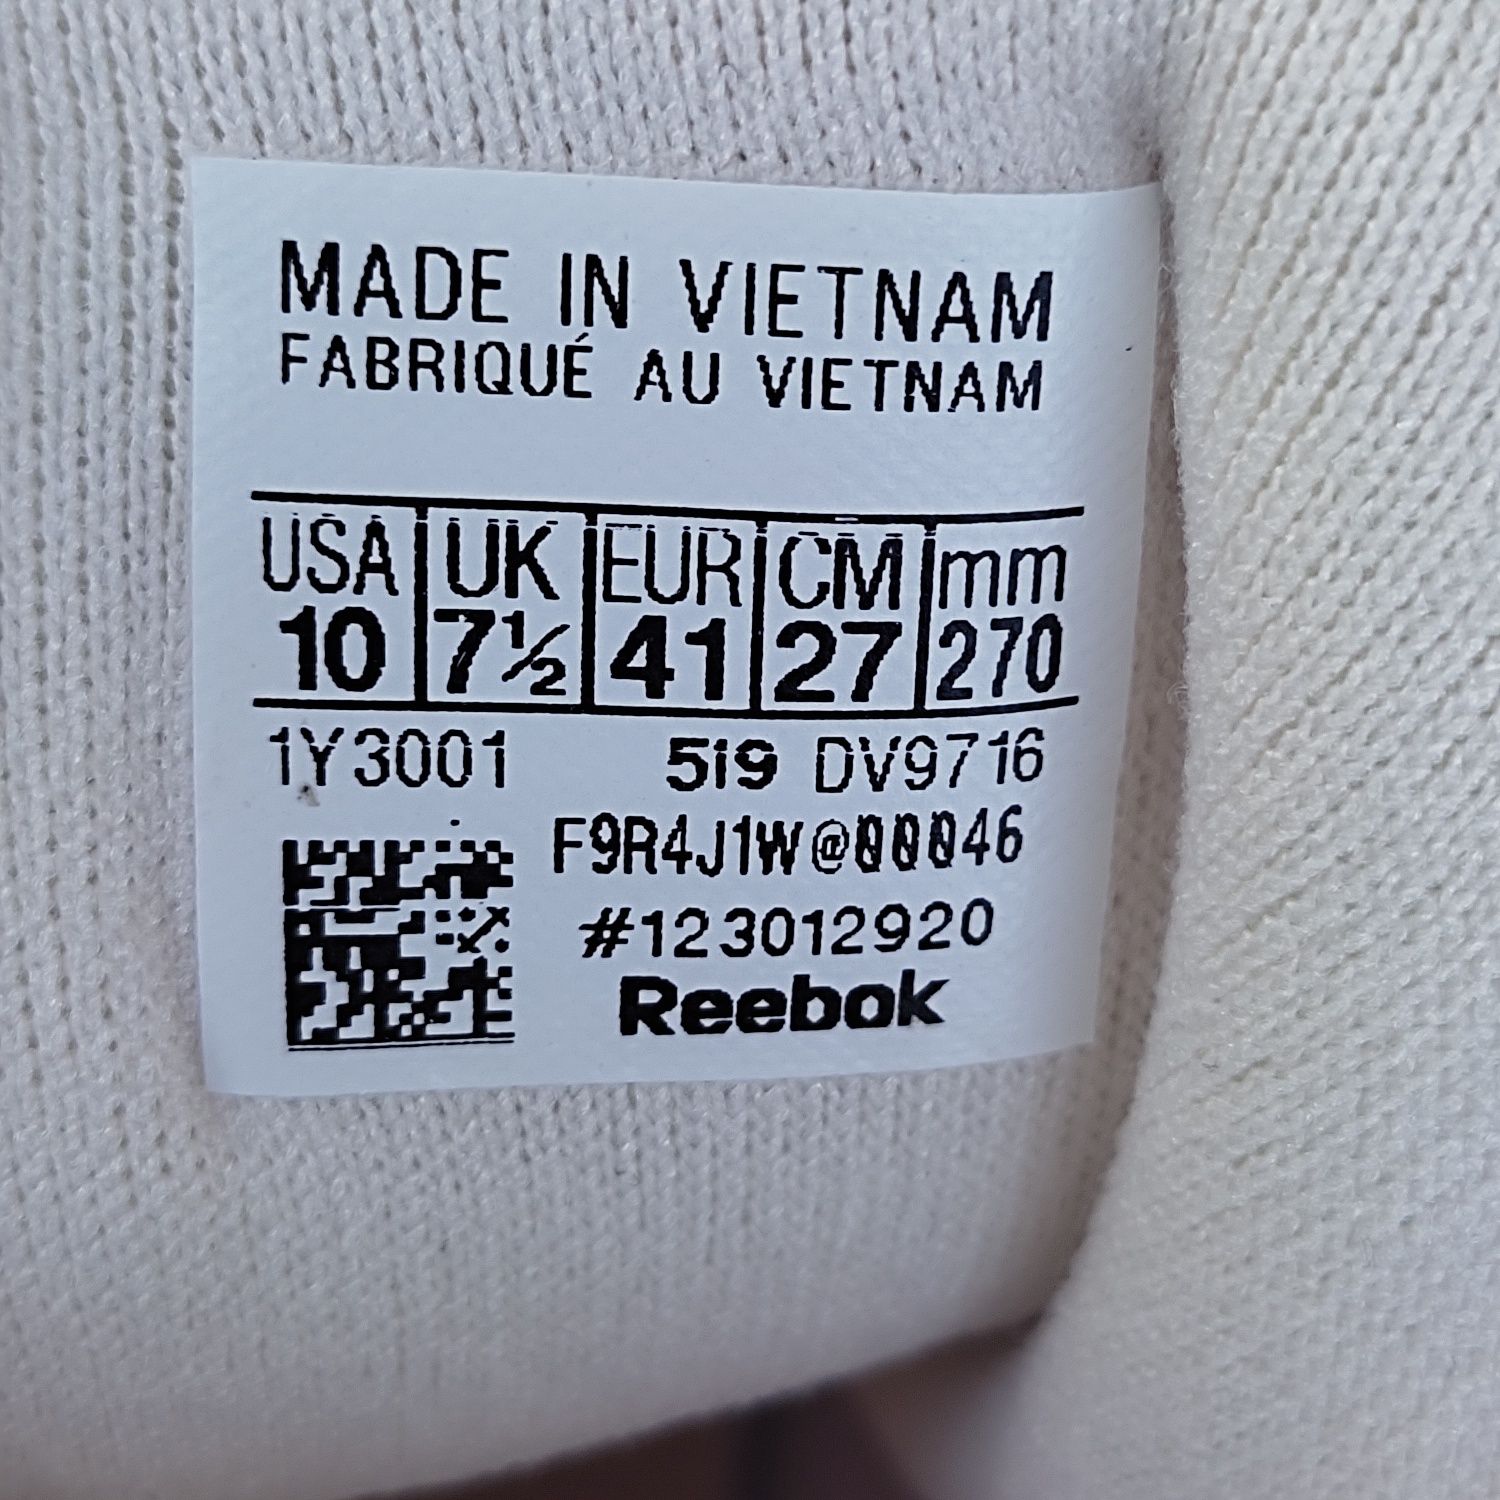 MADE IN VIETNAM
FABRIQUÉ AU VIETNAM
USA UK EUR CM mm
10 7½ 41 27 270
1Y3001 5i9 DV9716
F9R4J1W@00046
#123012920
Reebok